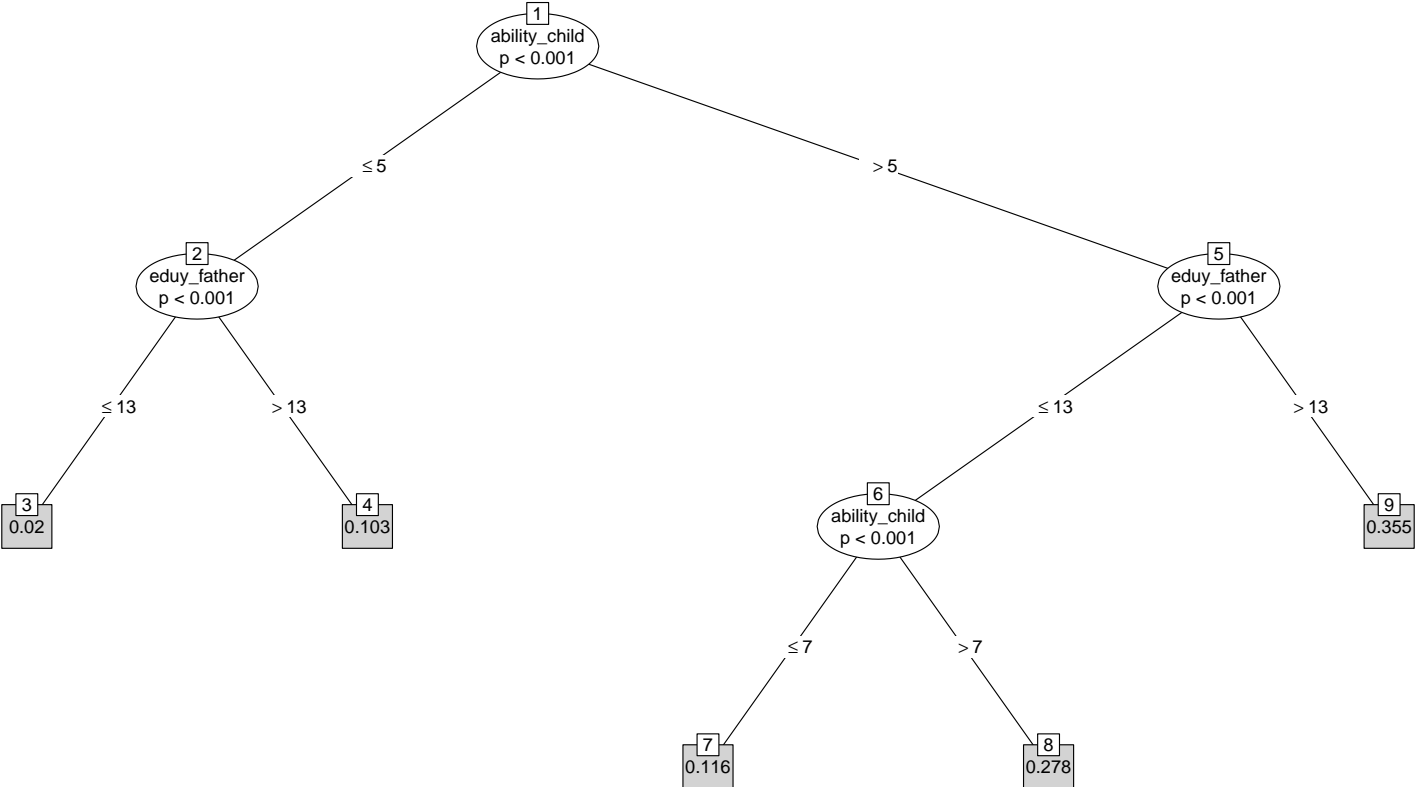 1
ability_child
p < 0.001
≤ 5
> 5
2
eduy_father
p < 0.001
5
eduy_father
p < 0.001
≤ 13
> 13
≤ 13
> 13
3
0.02
4
0.103
6
ability_child
p < 0.001
9
0.355
≤ 7
> 7
7
0.116
8
0.278